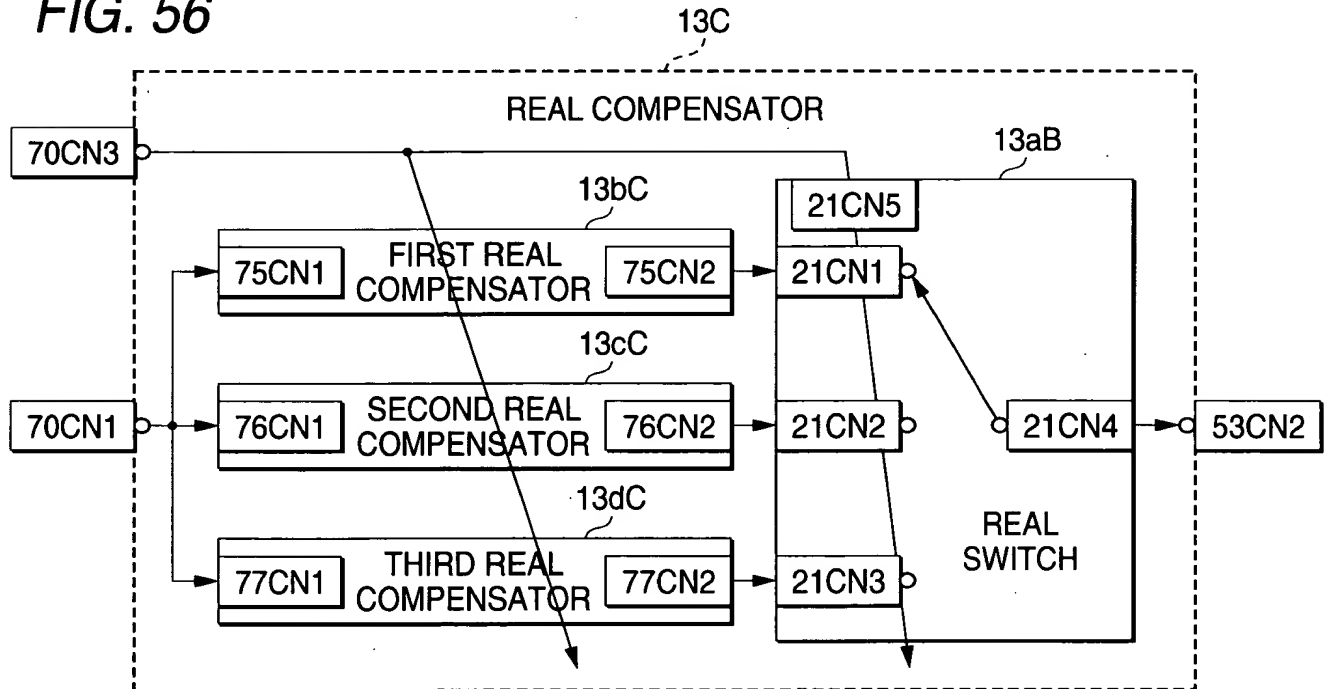 FIG. 56
13C
REAL COMPENSATOR
70CN3
13aB
13bC
21CN5
75CN1
FIRST REAL
COMPENSATOR
75CN2
21CN1
13cC
70CN1
76CN1
SECOND REAL
COMPENSATOR
76CN2
21CN2
21CN4
53CN2
13dC
77CN1
THIRD REAL
COMPENSATOR
77CN2
21CN3
REAL
SWITCH